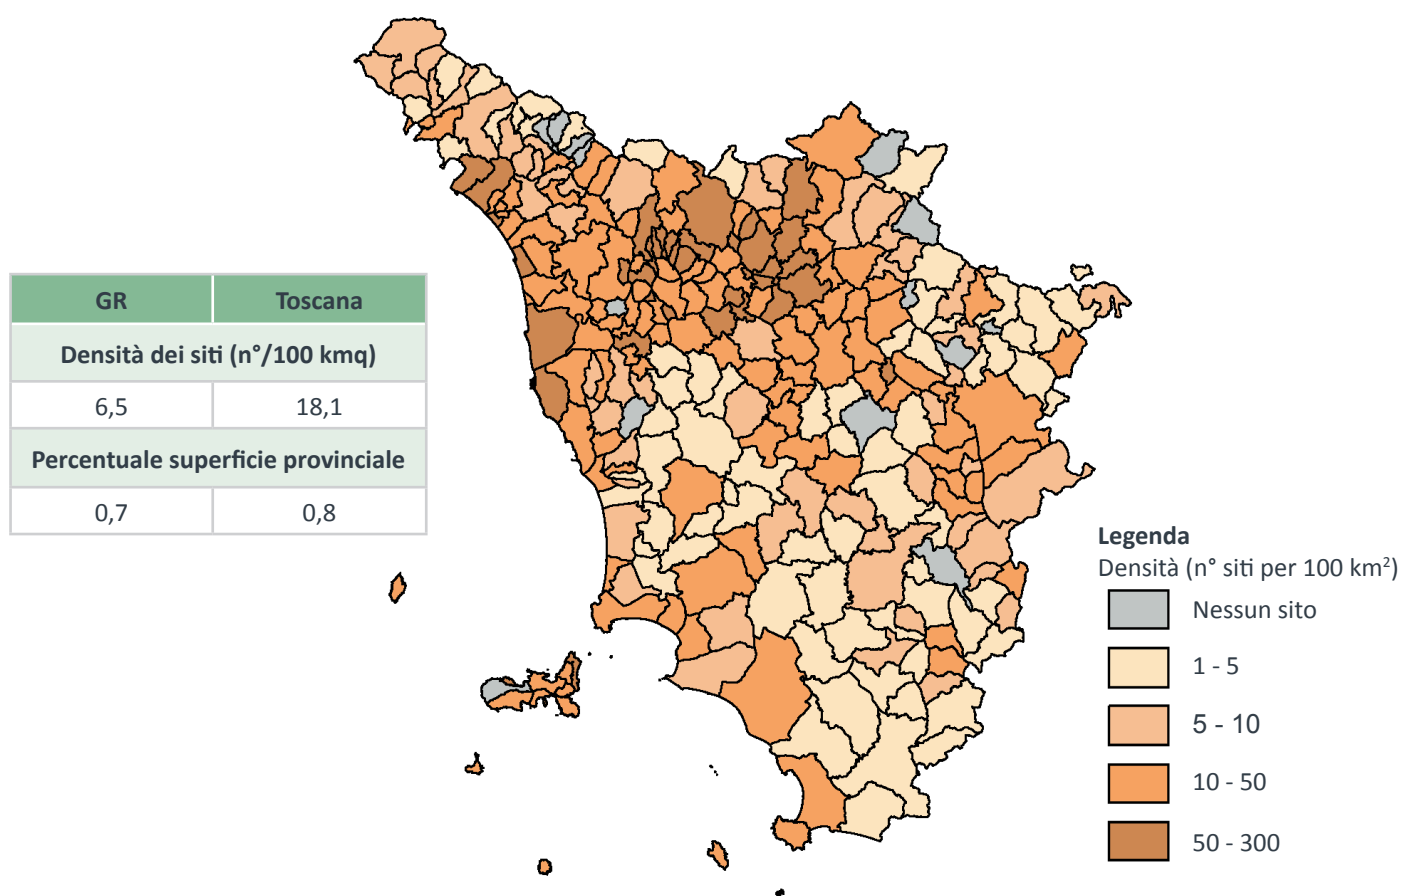 GR Toscana
Densità dei siti (n°/100 kmq)
6,5 18,1
Percentuale superficie provinciale
0,7 0,8
Legenda
Densità (n° siti per 100 km²)
Nessun sito
1 - 5
5 - 10
10 - 50
50 - 300